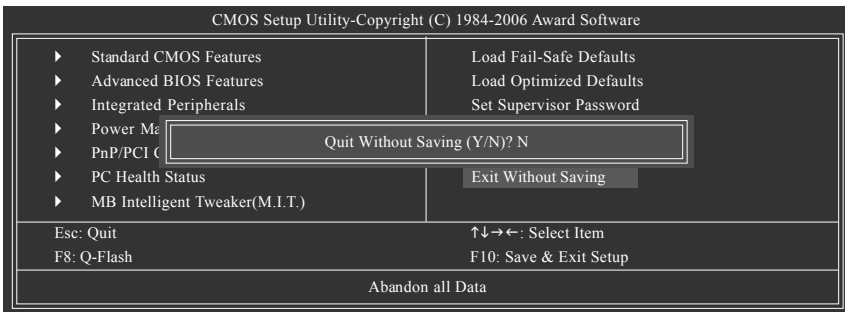 CMOS Setup Utility-Copyright (C) 1984-2006 Award Software
Standard CMOS Features
Advanced BIOS Features
Integrated Peripherals
Power Ma
PnP/PCI
PC Health Status
MB Intelligent Tweaker(M.I.T.)
Load Fail-Safe Defaults
Load Optimized Defaults
Set Supervisor Password
Exit Without Saving
Quit Without Saving (Y/N)? N
Esc: Quit
↑↓→←: Select Item
F8: Q-Flash
F10: Save & Exit Setup
Abandon all Data